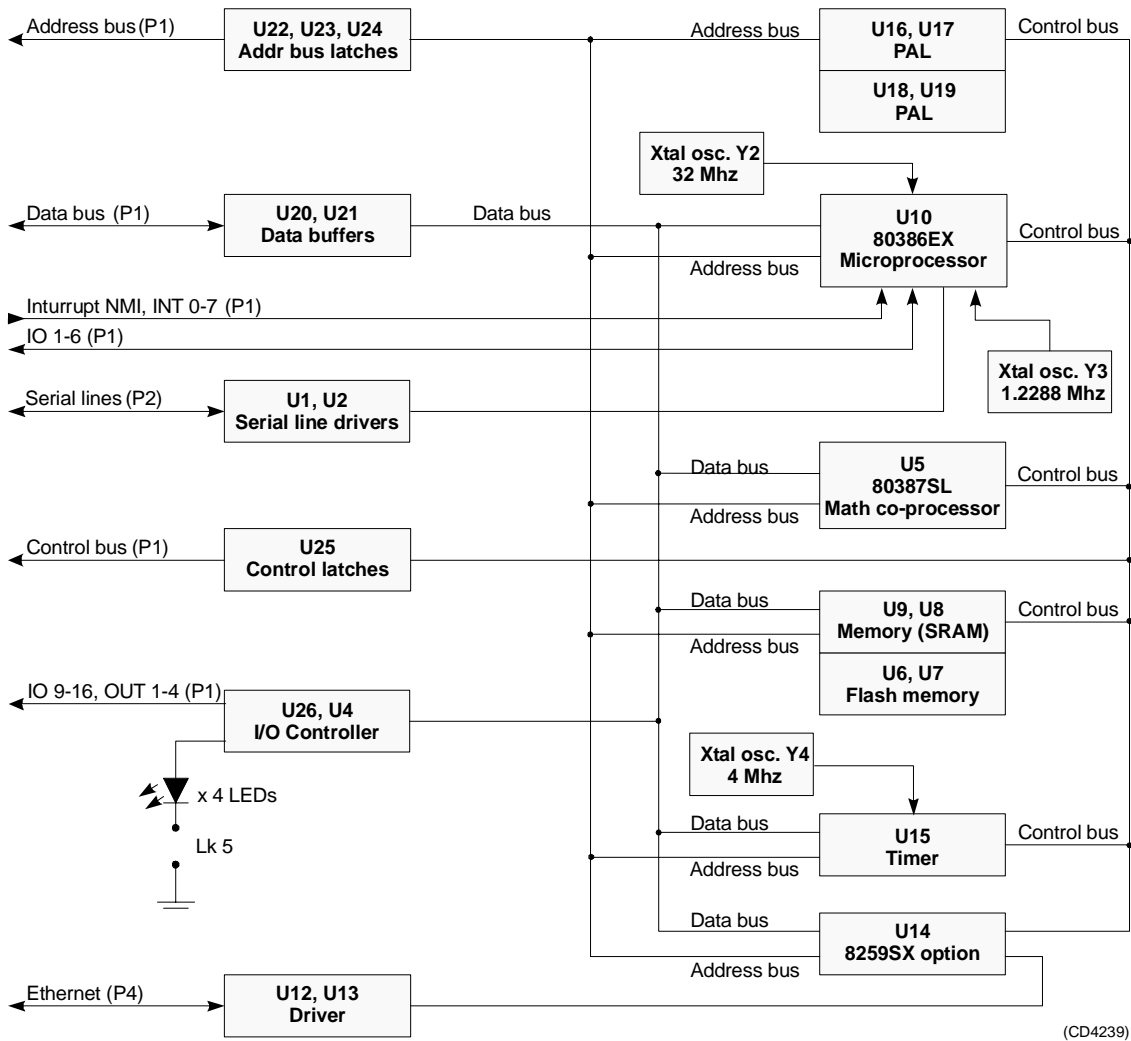 Address bus (P1)
U22, U23, U24
Addr bus latches
Address bus
U16, U17
PAL
Control bus
U18, U19
PAL
Xtal osc. Y2
32 Mhz
Data bus (P1)
U20, U21
Data buffers
Data bus
U10
80386EX
Microprocessor
Control bus
Address bus
Inturrupt NMI, INT 0-7 (P1)
IO 1-6 (P1)
Xtal osc. Y3
1.2288 Mhz
Serial lines (P2)
U1, U2
Serial line drivers
Data bus
U5
80387SL
Math co-processor
Control bus
Address bus
Control bus (P1)
U25
Control latches
Data bus
U9, U8
Memory (SRAM)
Control bus
Address bus
U6, U7
Flash memory
IO 9-16, OUT 1-4 (P1)
U26, U4
I/O Controller
Xtal osc. Y4
4 Mhz
x 4 LEDs
Lk 5
Data bus
U15
Timer
Control bus
Address bus
Data bus
U14
8259SX option
Address bus
Ethernet (P4)
U12, U13
Driver
(CD4239)